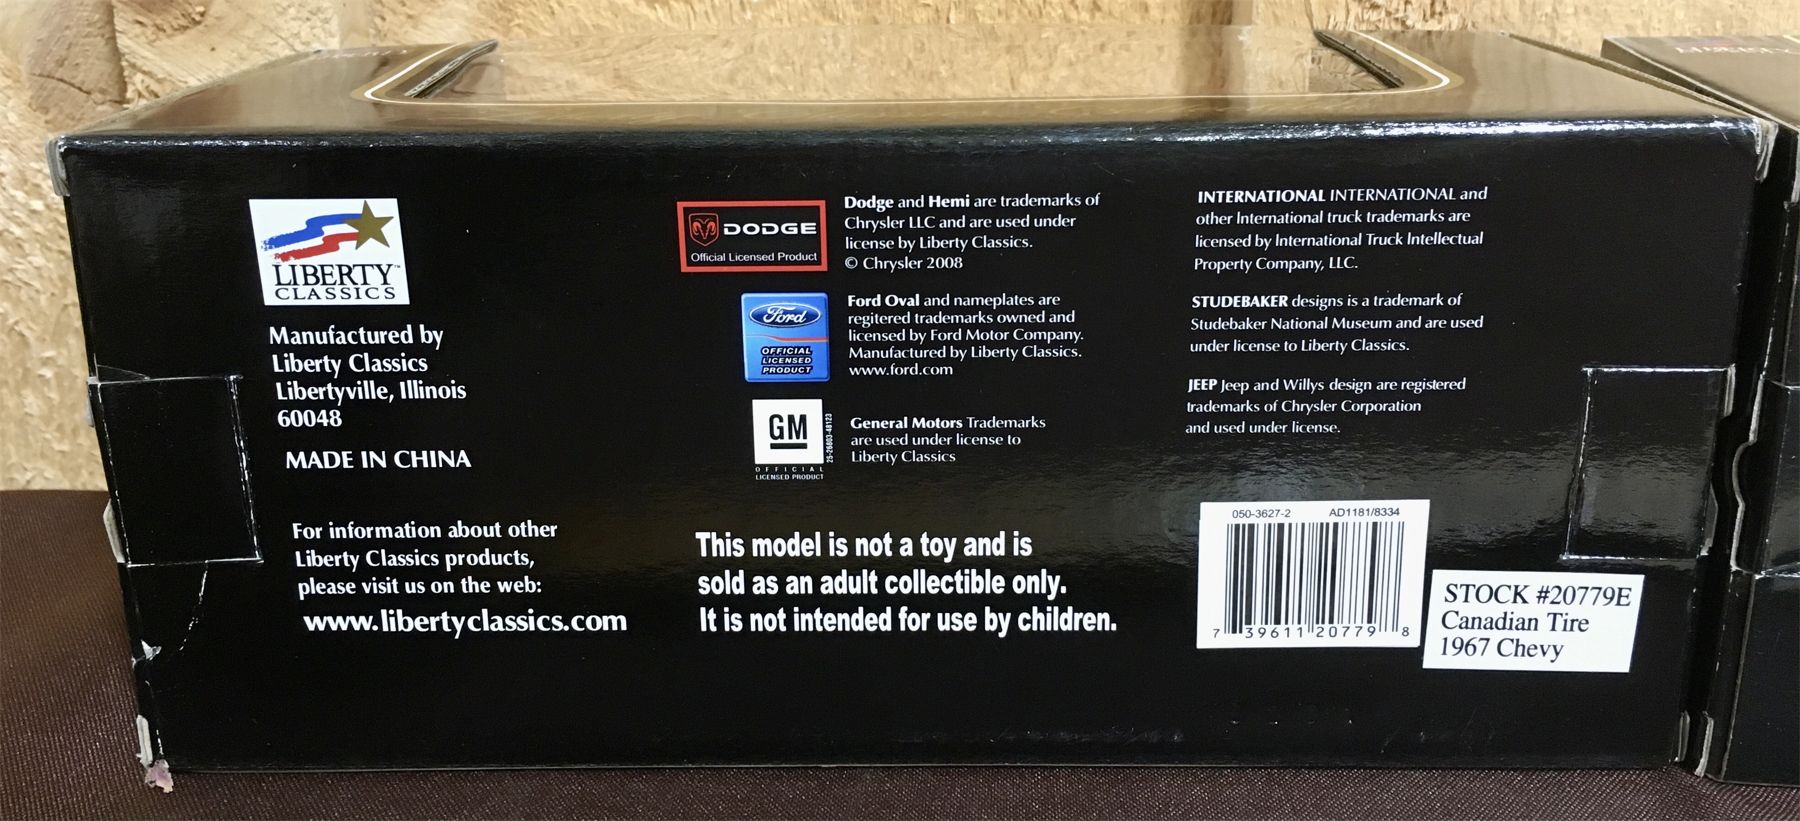 LIBERTY™
CLASSICS
Manufactured by
Liberty Classics
Libertyville, Illinois
60048
MADE IN CHINA
For information about other
Liberty Classics products,
please visit us on the web:
www.libertyclassics.com
DODGE
Official Licensed Product
Dodge and Hemi are trademarks of
Chrysler LLC and are used under
license by Liberty Classics.
© Chrysler 2008
Ford
OFFICIAL
LICENSED
PRODUCT
Ford Oval and nameplates are
regitered trademarks owned and
licensed by Ford Motor Company.
Manufactured by Liberty Classics.
www.ford.com
GM
OFFICIAL
LICENSED PRODUCT
General Motors Trademarks
are used under license to
Liberty Classics
This model is not a toy and is
sold as an adult collectible only.
It is not intended for use by children.
INTERNATIONAL INTERNATIONAL and
other International truck trademarks are
licensed by International Truck Intellectual
Property Company, LLC.
STUDEBAKER designs is a trademark of
Studebaker National Museum and are used
under license to Liberty Classics.
JEEP Jeep and Willys design are registered
trademarks of Chrysler Corporation
and used under license.
050-3627-2 AD1181/8334
7 39611 20779 8
STOCK #20779E
Canadian Tire
1967 Chevy